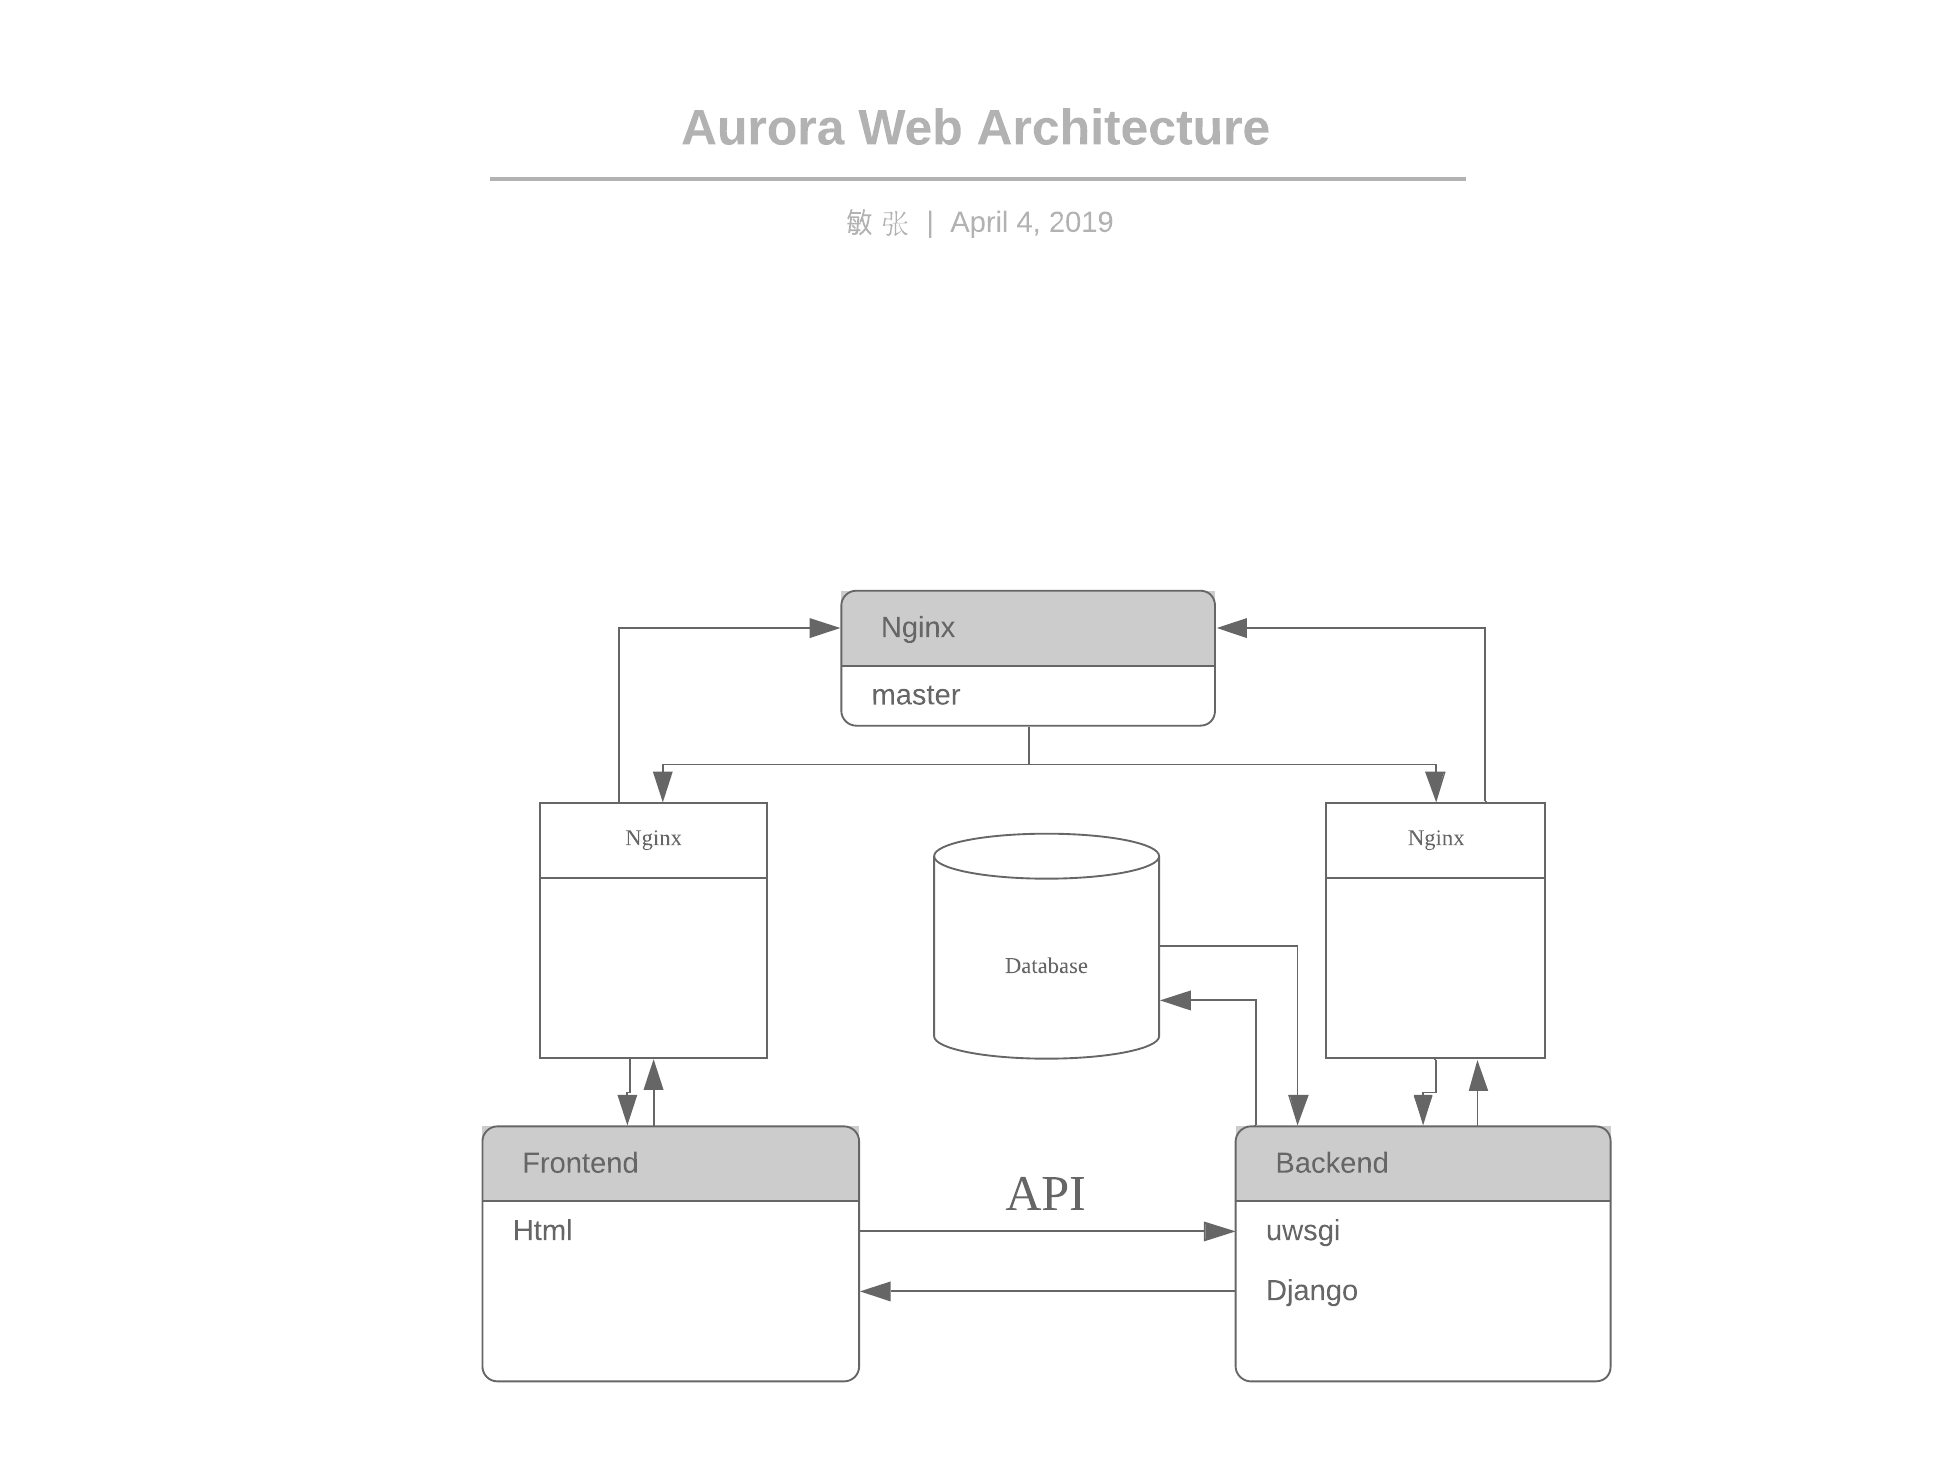 Aurora Web Architecture
敏 张 | April 4, 2019
Nginx
master
Nginx
Nginx
Database
Frontend
Backend
API
Html
uwsgi
Django